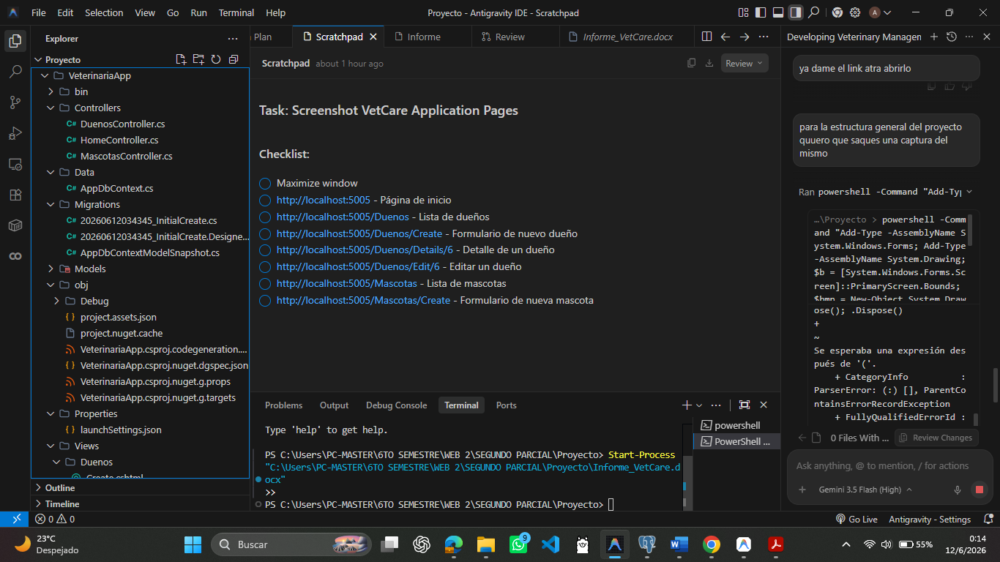 File Edit Selection View Go Run Terminal Help
Proyecto - Antigravity IDE - Scratchpad
A
Explorer
Proyecto
VeterinariaApp
bin
Controllers
C# DuenosController.cs
C# HomeController.cs
C# MascotasController.cs
Data
C# AppDbContext.cs
Migrations
C# 20260612034345_InitialCreate.cs
C# 20260612034345_InitialCreate.Designe...
C# AppDbContextModelSnapshot.cs
Models
obj
Debug
{ } project.assets.json
project.nuget.cache
VeterinariaApp.csproj.codegeneration....
{ } VeterinariaApp.csproj.nuget.dgspec.json
VeterinariaApp.csproj.nuget.g.props
VeterinariaApp.csproj.nuget.g.targets
Properties
{ } launchSettings.json
Views
Duenos
Create.cshtml
Outline
Timeline
Plan
Scratchpad
Informe
Review
Informe_VetCare.docx
Scratchpad about 1 hour ago
Review
Task: Screenshot VetCare Application Pages
Checklist:
Maximize window
http://localhost:5005 - Página de inicio
http://localhost:5005/Duenos - Lista de dueños
http://localhost:5005/Duenos/Create - Formulario de nuevo dueño
http://localhost:5005/Duenos/Details/6 - Detalle de un dueño
http://localhost:5005/Duenos/Edit/6 - Editar un dueño
http://localhost:5005/Mascotas - Lista de mascotas
http://localhost:5005/Mascotas/Create - Formulario de nueva mascota
Problems Output Debug Console Terminal Ports
Type 'help' to get help.
PS C:\Users\PC-MASTER\6TO SEMESTRE\WEB 2\SEGUNDO PARCIAL\Proyecto> Start-Process
"C:\Users\PC-MASTER\6TO SEMESTRE\WEB 2\SEGUNDO PARCIAL\Proyecto\Informe_VetCare.d
ocx"
>>
PS C:\Users\PC-MASTER\6TO SEMESTRE\WEB 2\SEGUNDO PARCIAL\Proyecto>
powershell
PowerShell ...
Developing Veterinary Managem
ya dame el link atra abrirlo
para la estructura general del proyecto
quuero que saques una captura del
mismo
Ran powershell -Command "Add-Ty
...\Proyecto > powershell -Comm
and "Add-Type -AssemblyName S
ystem.Windows.Forms; Add-Type
-AssemblyName System.Drawing;
$b = [System.Windows.Forms.Sc
reen]::PrimaryScreen.Bounds;
$bmp = New-Object System.Draw
ose(); .Dispose()
+
~
Se esperaba una expresión des
pués de '('.
+ CategoryInfo :
ParserError: (:) [], ParentCo
ntainsErrorRecordException
+ FullyQualifiedErrorId :
0 Files With ...
Review Changes
Ask anything, @ to mention, / for actions
Gemini 3.5 Flash (High)
0 0
Go Live
Antigravity - Settings
23°C
Despejado
Buscar
9
55%
0:14
12/6/2026